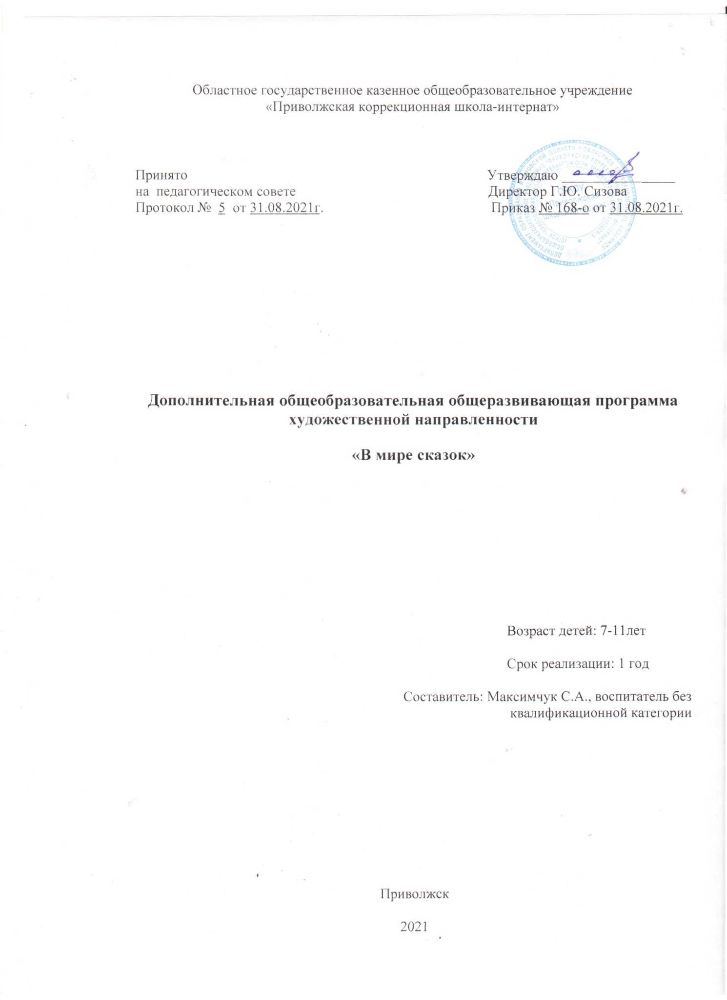 Областное государственное казенное общеобразовательное учреждение
«Приволжская коррекционная школа-интернат»
Принято
на педагогическом совете
Протокол № 5 от 31.08.2021г.
Утверждаю
Директор Г.Ю. Сизова
Приказ № 168-о от 31.08.2021г.
Дополнительная общеобразовательная общеразвивающая программа
художественной направленности
«В мире сказок»
Возраст детей: 7-11лет
Срок реализации: 1 год
Составитель: Максимчук С.А., воспитатель без
квалификационной категории
Приволжск
2021